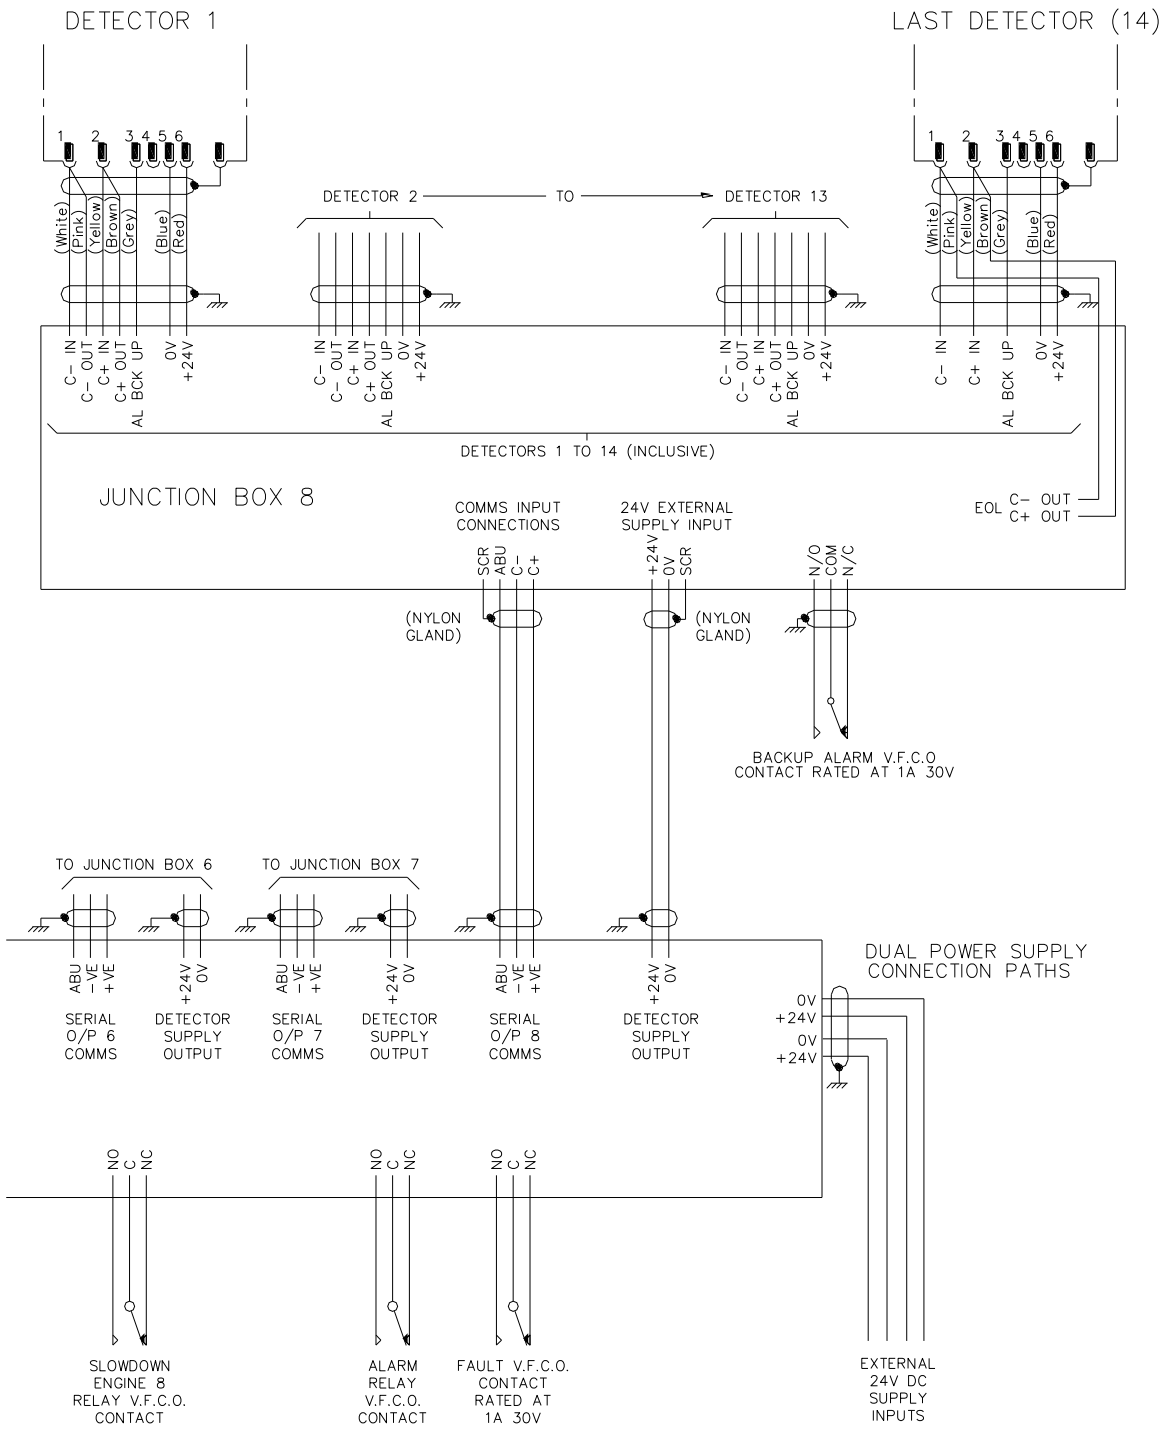 DETECTOR 1
LAST DETECTOR (14)
1 2 3 4 5 6
1 2 3 4 5 6
DETECTOR 2 TO DETECTOR 13
(White)
(Pink)
(Yellow)
(Brown)
(Grey)
(Blue)
(Red)
(White)
(Pink)
(Yellow)
(Brown)
(Grey)
(Blue)
(Red)
C- IN
C- OUT
C+ IN
C+ OUT
AL BCK UP
0V
+24V
C- IN
C- OUT
C+ IN
C+ OUT
AL BCK UP
0V
+24V
C- IN
C- OUT
C+ IN
C+ OUT
AL BCK UP
0V
+24V
C- IN
C+ IN
AL BCK UP
0V
+24V
DETECTORS 1 TO 14 (INCLUSIVE)
JUNCTION BOX 8
COMMS INPUT
CONNECTIONS
24V EXTERNAL
SUPPLY INPUT
EOL
C- OUT
C+ OUT
SCR
ABU
C-
C+
+24V
0V
SCR
N/O
COM
N/C
(NYLON
GLAND)
(NYLON
GLAND)
BACKUP ALARM V.F.C.O
CONTACT RATED AT 1A 30V
TO JUNCTION BOX 6
TO JUNCTION BOX 7
ABU
-VE
+VE
+24V
0V
ABU
-VE
+VE
+24V
0V
ABU
-VE
+VE
+24V
0V
SERIAL
O/P 6
COMMS
DETECTOR
SUPPLY
OUTPUT
SERIAL
O/P 7
COMMS
DETECTOR
SUPPLY
OUTPUT
SERIAL
O/P 8
COMMS
DETECTOR
SUPPLY
OUTPUT
DUAL POWER SUPPLY
CONNECTION PATHS
0V
+24V
0V
+24V
NO
C
NC
NO
C
NC
NO
C
NC
SLOWDOWN
ENGINE 8
RELAY V.F.C.O.
CONTACT
ALARM
RELAY
V.F.C.O.
CONTACT
FAULT V.F.C.O.
CONTACT
RATED AT
1A 30V
EXTERNAL
24V DC
SUPPLY
INPUTS